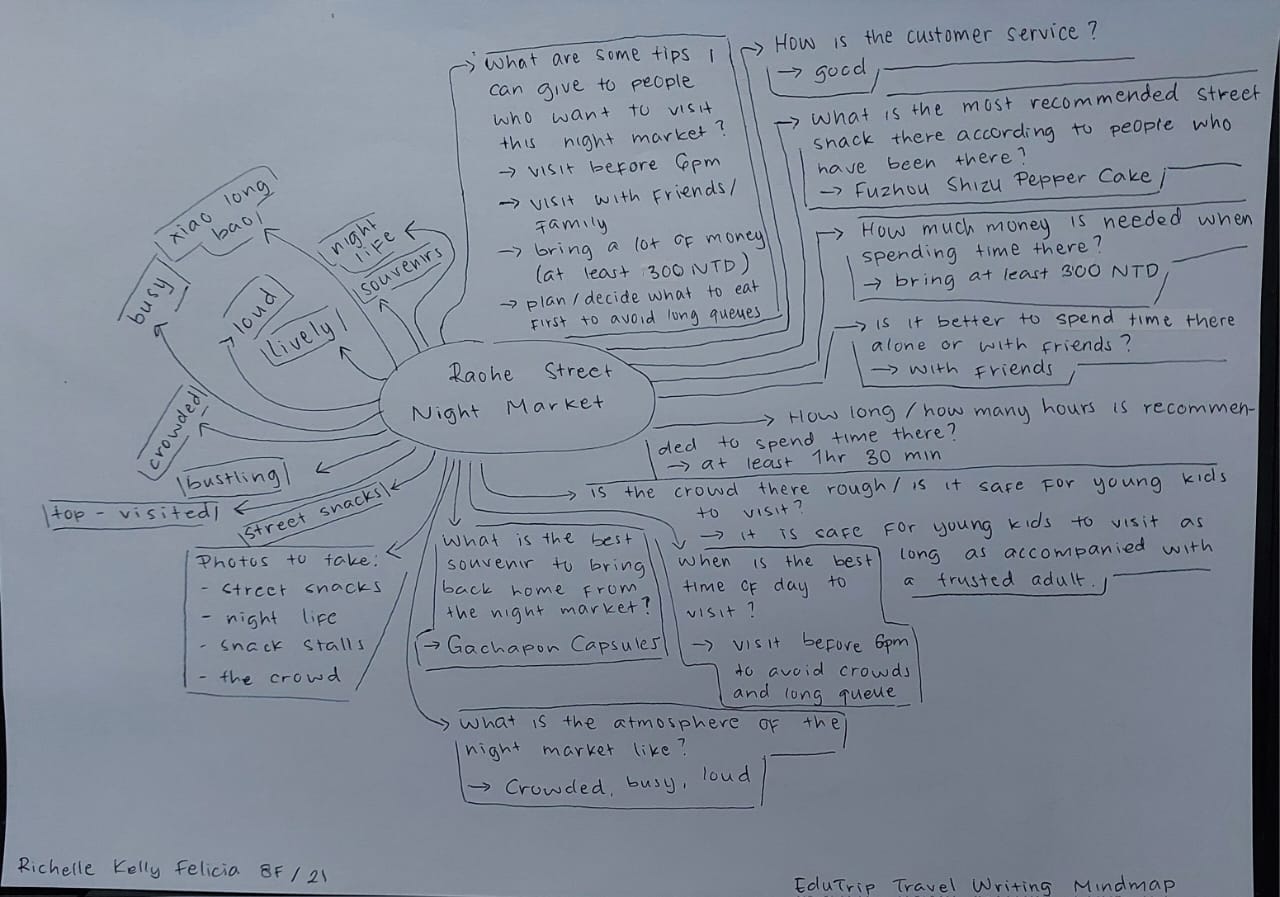 Raohe Street
Night Market
What are some tips I
can give to people
who want to visit
this night market?
→ visit before 6pm
→ visit with friends/
family
→ bring a lot of money
(at least 300 NTD)
→ plan/decide what to eat
first to avoid long queues
How is the customer service?
→ good
What is the most recommended street
snack there according to people who
have been there?
→ Fuzhou Shizu Pepper Cake
How much money is needed when
spending time there?
→ bring at least 300 NTD
is it better to spend time there
alone or with friends?
→ with friends
How long/how many hours is recommen-
ded to spend time there?
→ at least 1hr 30 min
is the crowd there rough/is it safe for young kids
to visit?
→ it is safe for young kids to visit as
long as accompanied with
a trusted adult.
when is the best
time of day to
visit?
→ visit before 6pm
to avoid crowds
and long queue
What is the best
souvenir to bring
back home from
the night market?
→ Gachapon Capsules
What is the atmosphere of the
night market like?
→ Crowded, busy, loud
Photos to take:
- street snacks
- night life
- snack stalls
- the crowd
street snacks
top-visited
bustling
crowded
busy
loud
lively
xiao long
bao
night
life
souvenirs
Richelle Kelly Felicia 8F/21
EduTrip Travel Writing Mindmap